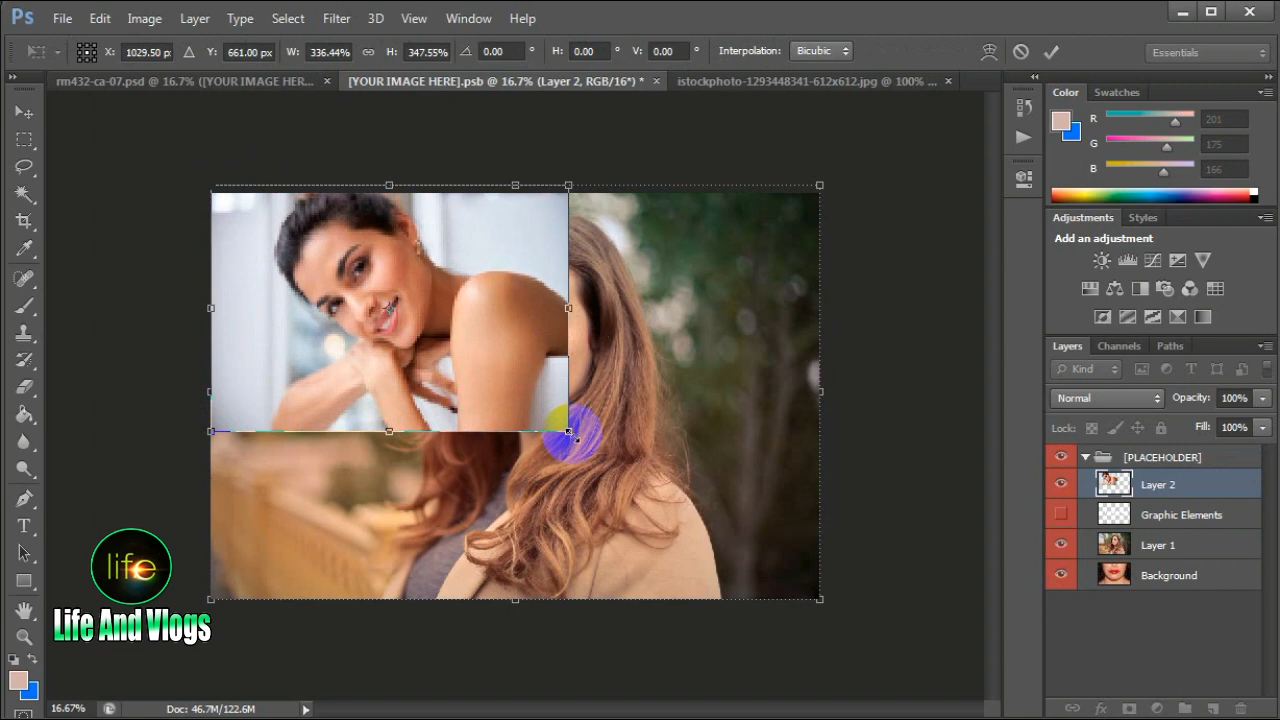 Ps File Edit Image Layer Type Select Filter 3D View Window Help
X: 1029.50 p: Y: 661.00 px W: 336.44% H: 347.55% 0.00 ° H: 0.00 ° V: 0.00 ° Interpolation: Bicubic Essentials
rm432-ca-07.psd @ 16.7% ([YOUR IMAGE HER... × [YOUR IMAGE HERE].psb @ 16.7% (Layer 2, RGB/16*) * × istockphoto-1293448341-612x612.jpg @ 100% ... ×
Color Swatches
R 201
G 175
B 166
Adjustments Styles
Add an adjustment
Layers Channels Paths
Kind
Normal Opacity: 100%
Lock: Fill: 100%
[PLACEHOLDER]
Layer 2
Graphic Elements
Layer 1
Background
life
Life And Vlogs
16.67% Doc: 46.7M/122.6M